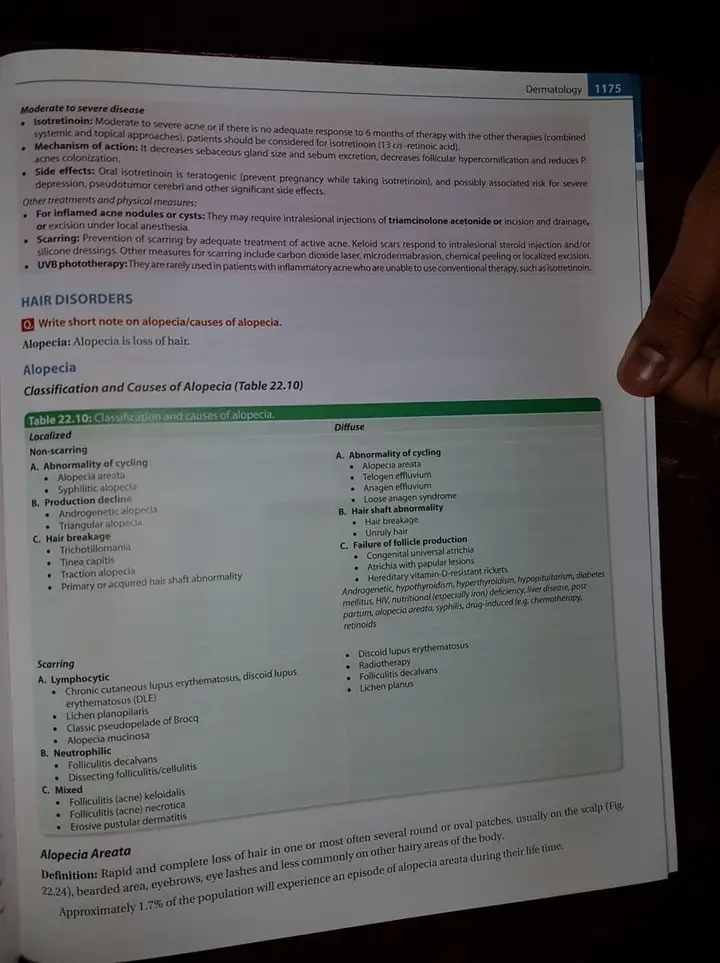 Dermatology 1175
Moderate to severe disease
• Isotretinoin: Moderate to severe acne or if there is no adequate response to 6 months of therapy with the other therapies (combined
systemic and topical approaches), patients should be considered for isotretinoin (13 cis -retinoic acid).
• Mechanism of action: It decreases sebaceous gland size and sebum excretion, decreases follicular hypercornification and reduces P.
acnes colonization.
• Side effects: Oral isotretinoin is teratogenic (prevent pregnancy while taking isotretinoin), and possibly associated risk for severe
depression, pseudotumor cerebri and other significant side effects.
Other treatments and physical measures:
• For inflamed acne nodules or cysts: They may require intralesional injections of triamcinolone acetonide or incision and drainage,
or excision under local anesthesia.
• Scarring: Prevention of scarring by adequate treatment of active acne. Keloid scars respond to intralesional steroid injection and/or
silicone dressings. Other measures for scarring include carbon dioxide laser, microdermabrasion, chemical peeling or localized excision.
• UVB phototherapy: They are rarely used in patients with inflammatory acne who are unable to use conventional therapy, such as isotretinoin.
HAIR DISORDERS
Q. Write short note on alopecia/causes of alopecia.
Alopecia: Alopecia is loss of hair.
Alopecia
Classification and Causes of Alopecia (Table 22.10)
Table 22.10: Classification and causes of alopecia.
Localized
Non-scarring
A. Abnormality of cycling
• Alopecia areata
• Syphilitic alopecia
B. Production decline
• Androgenetic alopecia
• Triangular alopecia
C. Hair breakage
• Trichotillomania
• Tinea capitis
• Traction alopecia
• Primary or acquired hair shaft abnormality
Diffuse
A. Abnormality of cycling
• Alopecia areata
• Telogen effluvium
• Anagen effluvium
• Loose anagen syndrome
B. Hair shaft abnormality
• Hair breakage
• Unruly hair
C. Failure of follicle production
• Congenital universal atrichia
• Atrichia with papular lesions
• Hereditary vitamin-D-resistant rickets
Androgenetic, hypothyroidism, hyperthyroidism, hypopituitarism, diabetes
mellitus, HIV, nutritional (especially iron) deficiency, liver disease, post-
partum, alopecia areata, syphilis, drug-induced (e.g. chemotherapy,
retinoids
Scarring
A. Lymphocytic
• Chronic cutaneous lupus erythematosus, discoid lupus
erythematosus (DLE)
• Lichen planopilaris
• Classic pseudopelade of Brocq
• Alopecia mucinosa
B. Neutrophilic
• Folliculitis decalvans
• Dissecting folliculitis/cellulitis
C. Mixed
• Folliculitis (acne) keloidalis
• Folliculitis (acne) necrotica
• Erosive pustular dermatitis
• Discoid lupus erythematosus
• Radiotherapy
• Folliculitis decalvans
• Lichen planus
Alopecia Areata
Definition: Rapid and complete loss of hair in one or most often several round or oval patches, usually on the scalp (Fig.
22.24), bearded area, eyebrows, eye lashes and less commonly on other hairy areas of the body.
Approximately 1.7% of the population will experience an episode of alopecia areata during their life time.